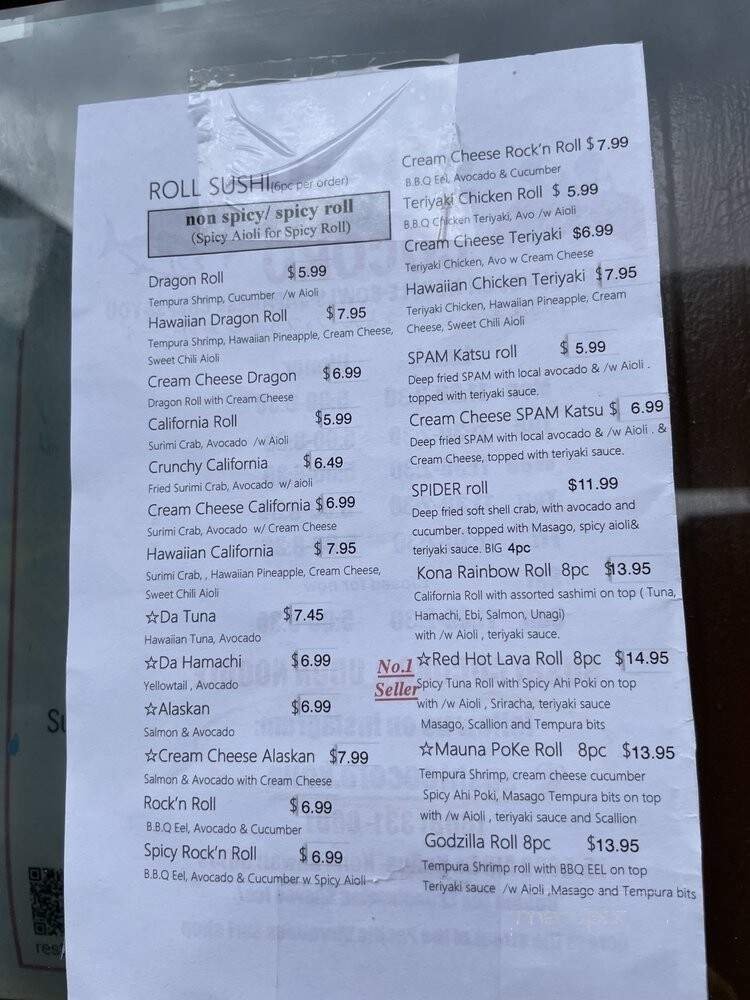 ROLL SUSHI(6pc per order)
non spicy/ spicy roll
(Spicy Aioli for Spicy Roll)
Dragon Roll $5.99
Tempura Shrimp, Cucumber /w Aioli
Hawaiian Dragon Roll $7.95
Tempura Shrimp, Hawaiian Pineapple, Cream Cheese,
Sweet Chili Aioli
Cream Cheese Dragon $6.99
Dragon Roll with Cream Cheese
California Roll $5.99
Surimi Crab, Avocado /w Aioli
Crunchy California $6.49
Fried Surimi Crab, Avocado w/ aioli
Cream Cheese California $6.99
Surimi Crab, Avocado w/ Cream Cheese
Hawaiian California $7.95
Surimi Crab, , Hawaiian Pineapple, Cream Cheese,
Sweet Chili Aioli
☆Da Tuna $7.45
Hawaiian Tuna, Avocado
☆Da Hamachi $6.99
Yellowtail , Avocado
☆Alaskan $6.99
Salmon & Avocado
☆Cream Cheese Alaskan $7.99
Salmon & Avocado with Cream Cheese
Rock'n Roll $6.99
B.B.Q Eel, Avocado & Cucumber
Spicy Rock'n Roll $6.99
B.B.Q Eel, Avocado & Cucumber w Spicy Aioli
Cream Cheese Rock'n Roll $7.99
B.B.Q Eel, Avocado & Cucumber
Teriyaki Chicken Roll $ 5.99
B.B.Q Chicken Teriyaki, Avo /w Aioli
Cream Cheese Teriyaki $6.99
Teriyaki Chicken, Avo w Cream Cheese
Hawaiian Chicken Teriyaki $7.95
Teriyaki Chicken, Hawaiian Pineapple, Cream
Cheese, Sweet Chili Aioli
SPAM Katsu roll $ 5.99
Deep fried SPAM with local avocado & /w Aioli .
topped with teriyaki sauce.
Cream Cheese SPAM Katsu $ 6.99
Deep fried SPAM with local avocado & /w Aioli . &
Cream Cheese, topped with teriyaki sauce.
SPIDER roll $11.99
Deep fried soft shell crab, with avocado and
cucumber. topped with Masago, spicy aioli&
teriyaki sauce. BIG 4pc
Kona Rainbow Roll 8pc $13.95
California Roll with assorted sashimi on top ( Tuna,
Hamachi, Ebi, Salmon, Unagi)
with /w Aioli , teriyaki sauce.
No.1
Seller
☆Red Hot Lava Roll 8pc $14.95
Spicy Tuna Roll with Spicy Ahi Poki on top
with /w Aioli , Sriracha, teriyaki sauce
Masago, Scallion and Tempura bits
☆Mauna PoKe Roll 8pc $13.95
Tempura Shrimp, cream cheese cucumber
Spicy Ahi Poki, Masago Tempura bits on top
with /w Aioli , teriyaki sauce and Scallion
Godzilla Roll 8pc $13.95
Tempura Shrimp roll with BBQ EEL on top
Teriyaki sauce /w Aioli ,Masago and Tempura bits